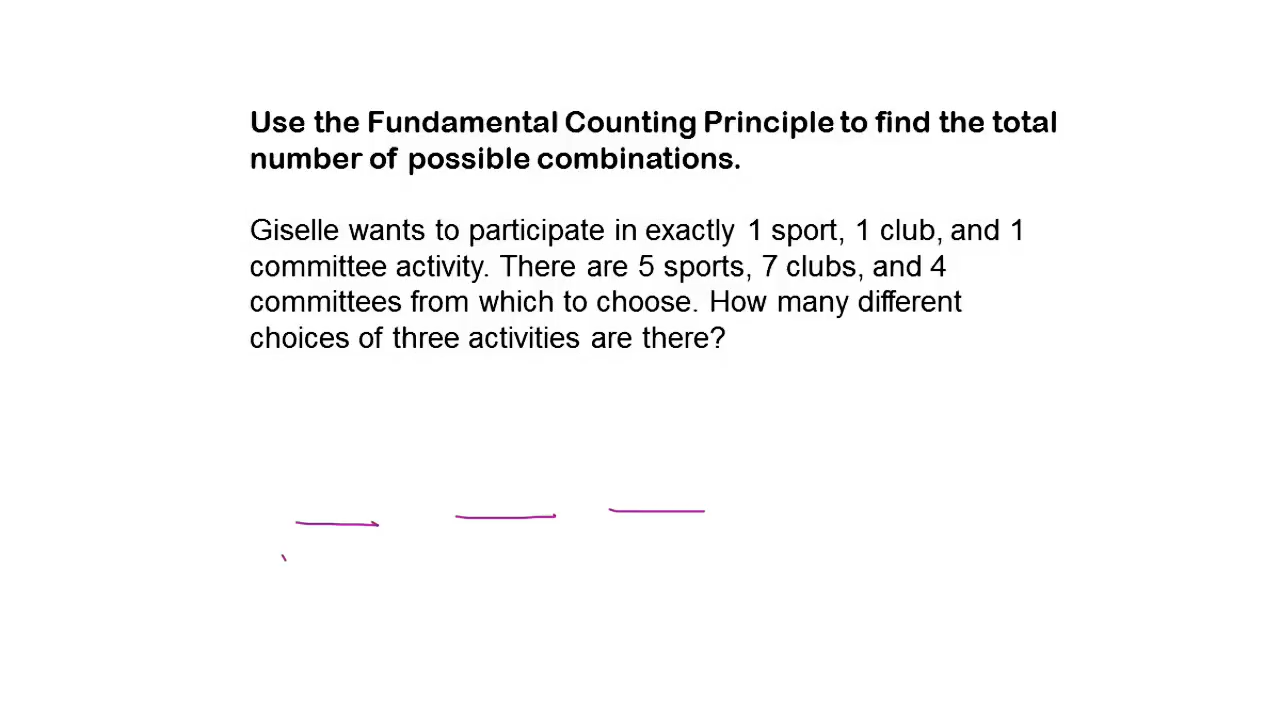 Use the Fundamental Counting Principle to find the total
number of possible combinations.
Giselle wants to participate in exactly 1 sport, 1 club, and 1
committee activity. There are 5 sports, 7 clubs, and 4
committees from which to choose. How many different
choices of three activities are there?